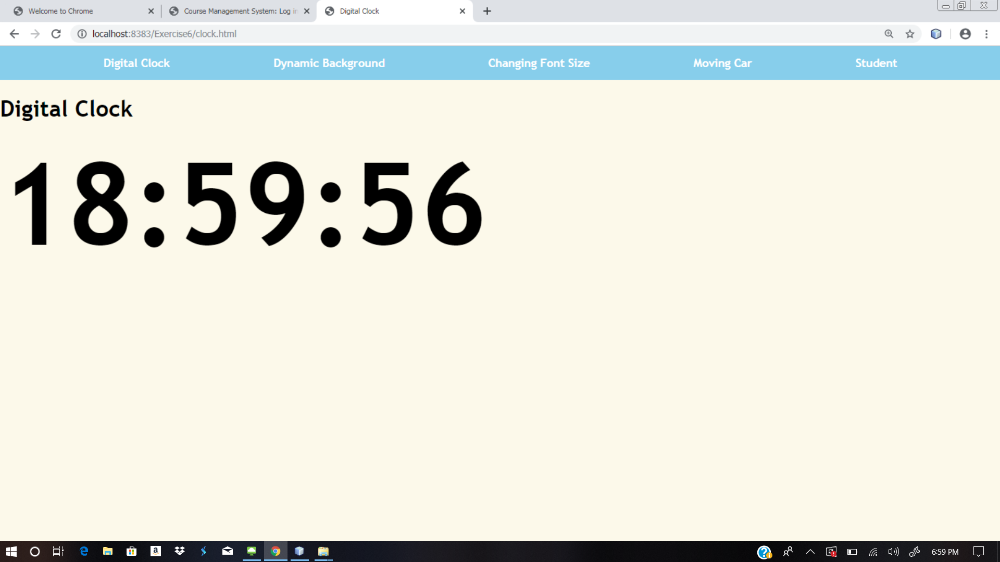 Welcome to Chrome
Course Management System: Log in
Digital Clock
localhost:8383/Exercise6/clock.html
Digital Clock
Dynamic Background
Changing Font Size
Moving Car
Student
Digital Clock
18:59:56
6:59 PM